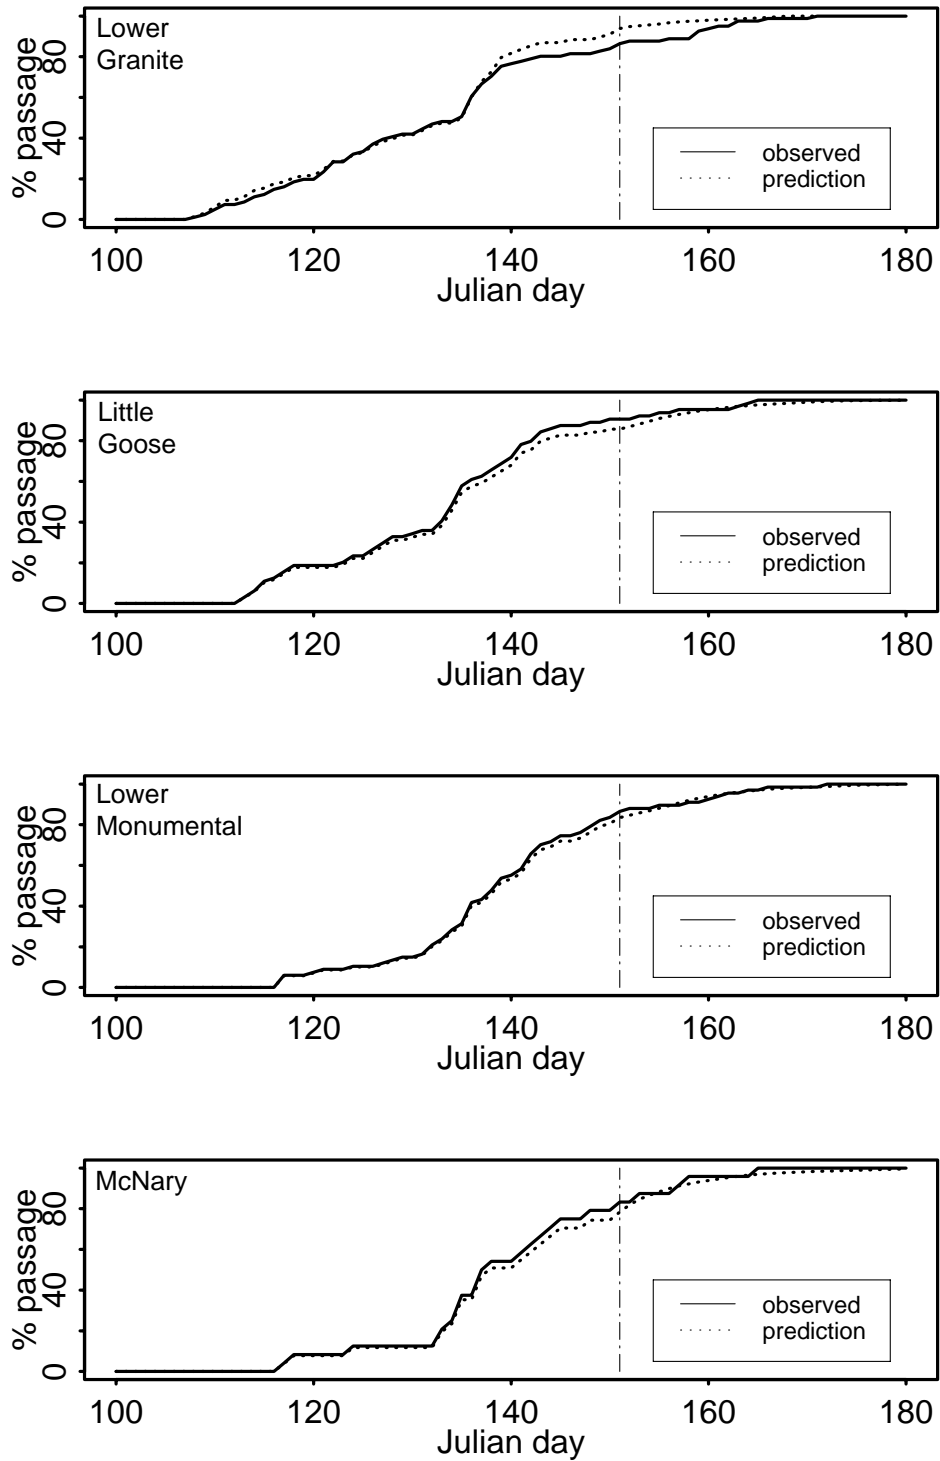 Lower
Granite
% passage
0 40 80
observed
prediction
100 120 140 160 180
Julian day
Little
Goose
% passage
0 40 80
observed
prediction
100 120 140 160 180
Julian day
Lower
Monumental
% passage
0 40 80
observed
prediction
100 120 140 160 180
Julian day
McNary
% passage
0 40 80
observed
prediction
100 120 140 160 180
Julian day